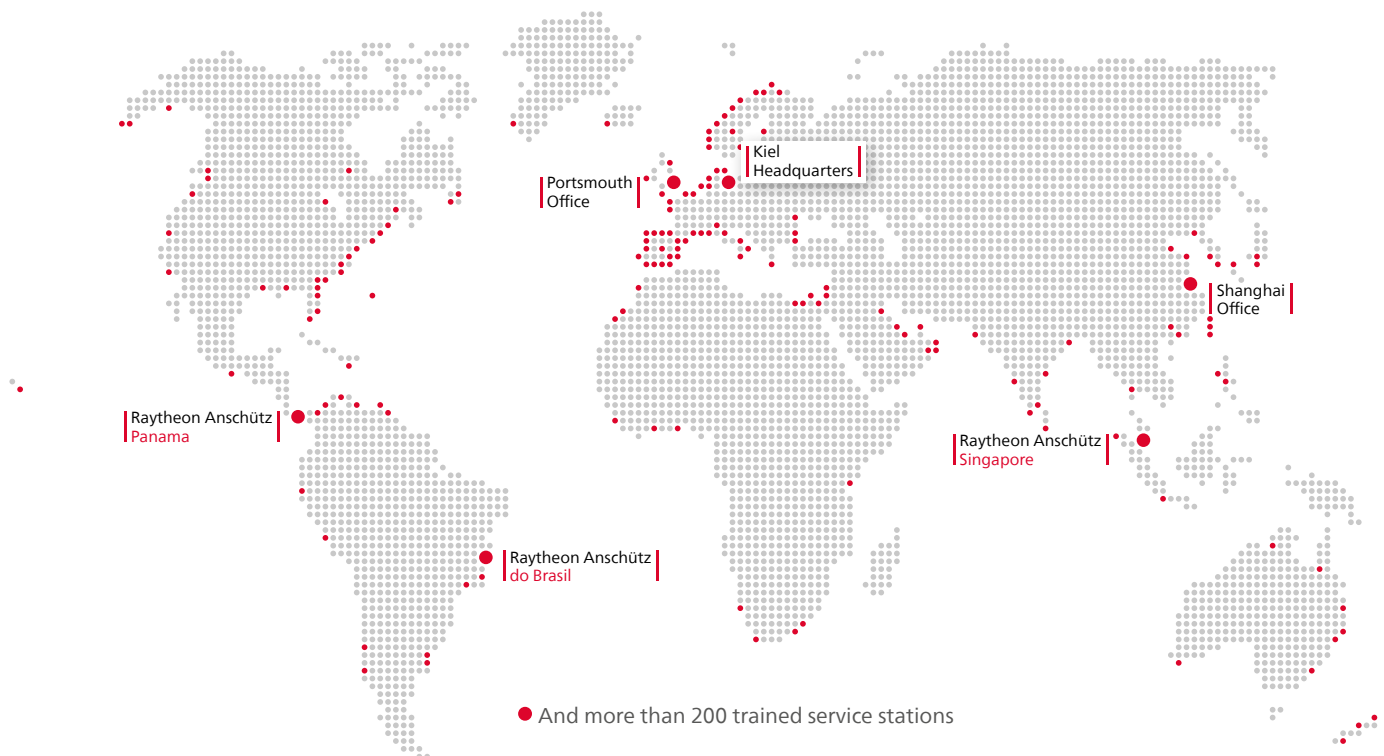 Kiel
Headquarters
Portsmouth
Office
Shanghai
Office
Raytheon Anschütz
Panama
Raytheon Anschütz
Singapore
Raytheon Anschütz
do Brasil
And more than 200 trained service stations